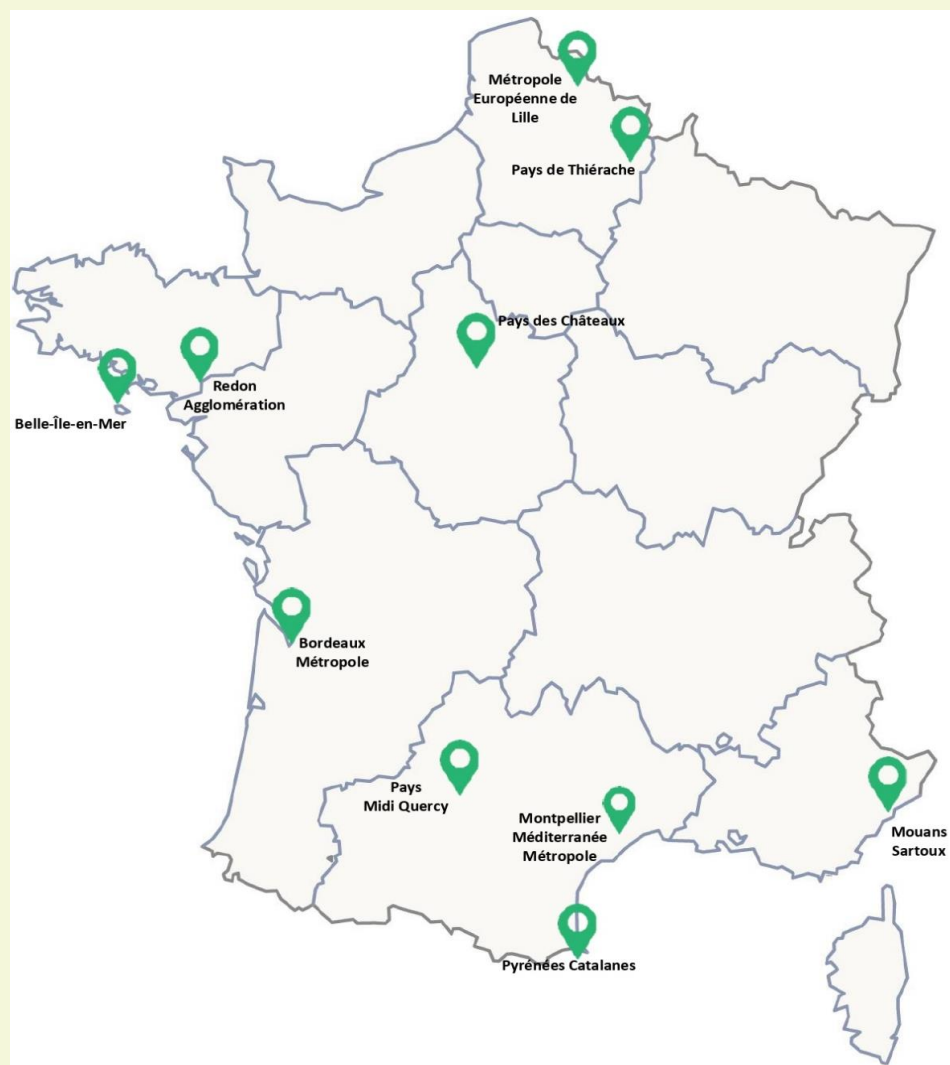 Métropole
Européenne de
Lille
Pays de Thiérache
Pays des Châteaux
Redon
Agglomération
Belle-Île-en-Mer
Bordeaux
Métropole
Pays
Midi Quercy
Montpellier
Méditerranée
Métropole
Mouans
Sartoux
Pyrénées Catalanes